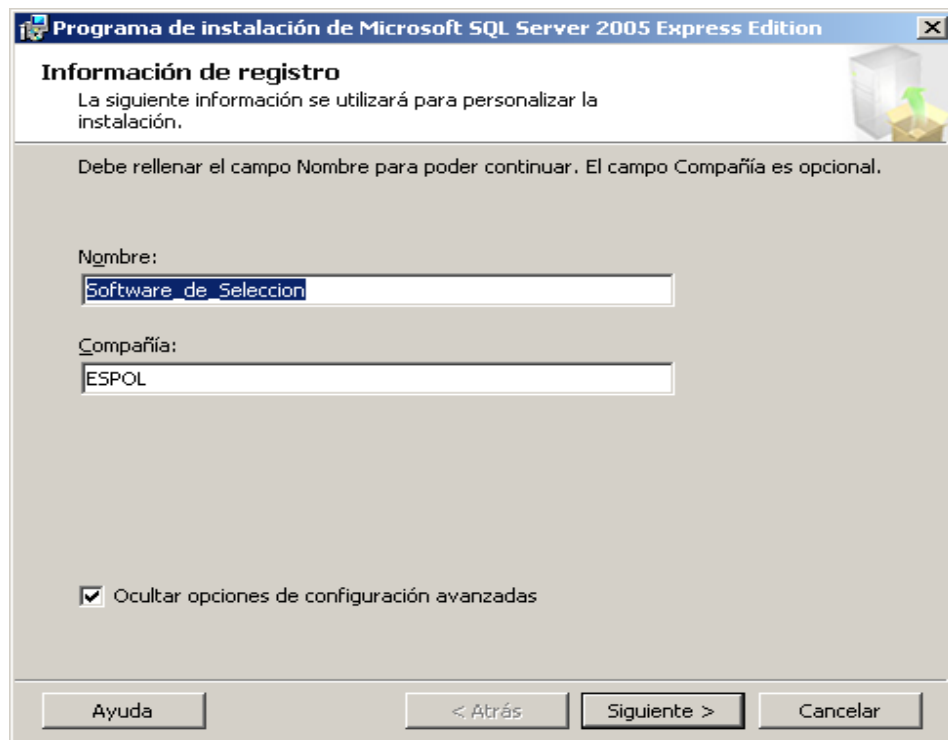 Programa de instalación de Microsoft SQL Server 2005 Express Edition
Información de registro
La siguiente información se utilizará para personalizar la
instalación.
Debe rellenar el campo Nombre para poder continuar. El campo Compañía es opcional.
Nombre:
Software_de_Seleccion
Compañía:
ESPOL
Ocultar opciones de configuración avanzadas
Ayuda
< Atrás
Siguiente >
Cancelar